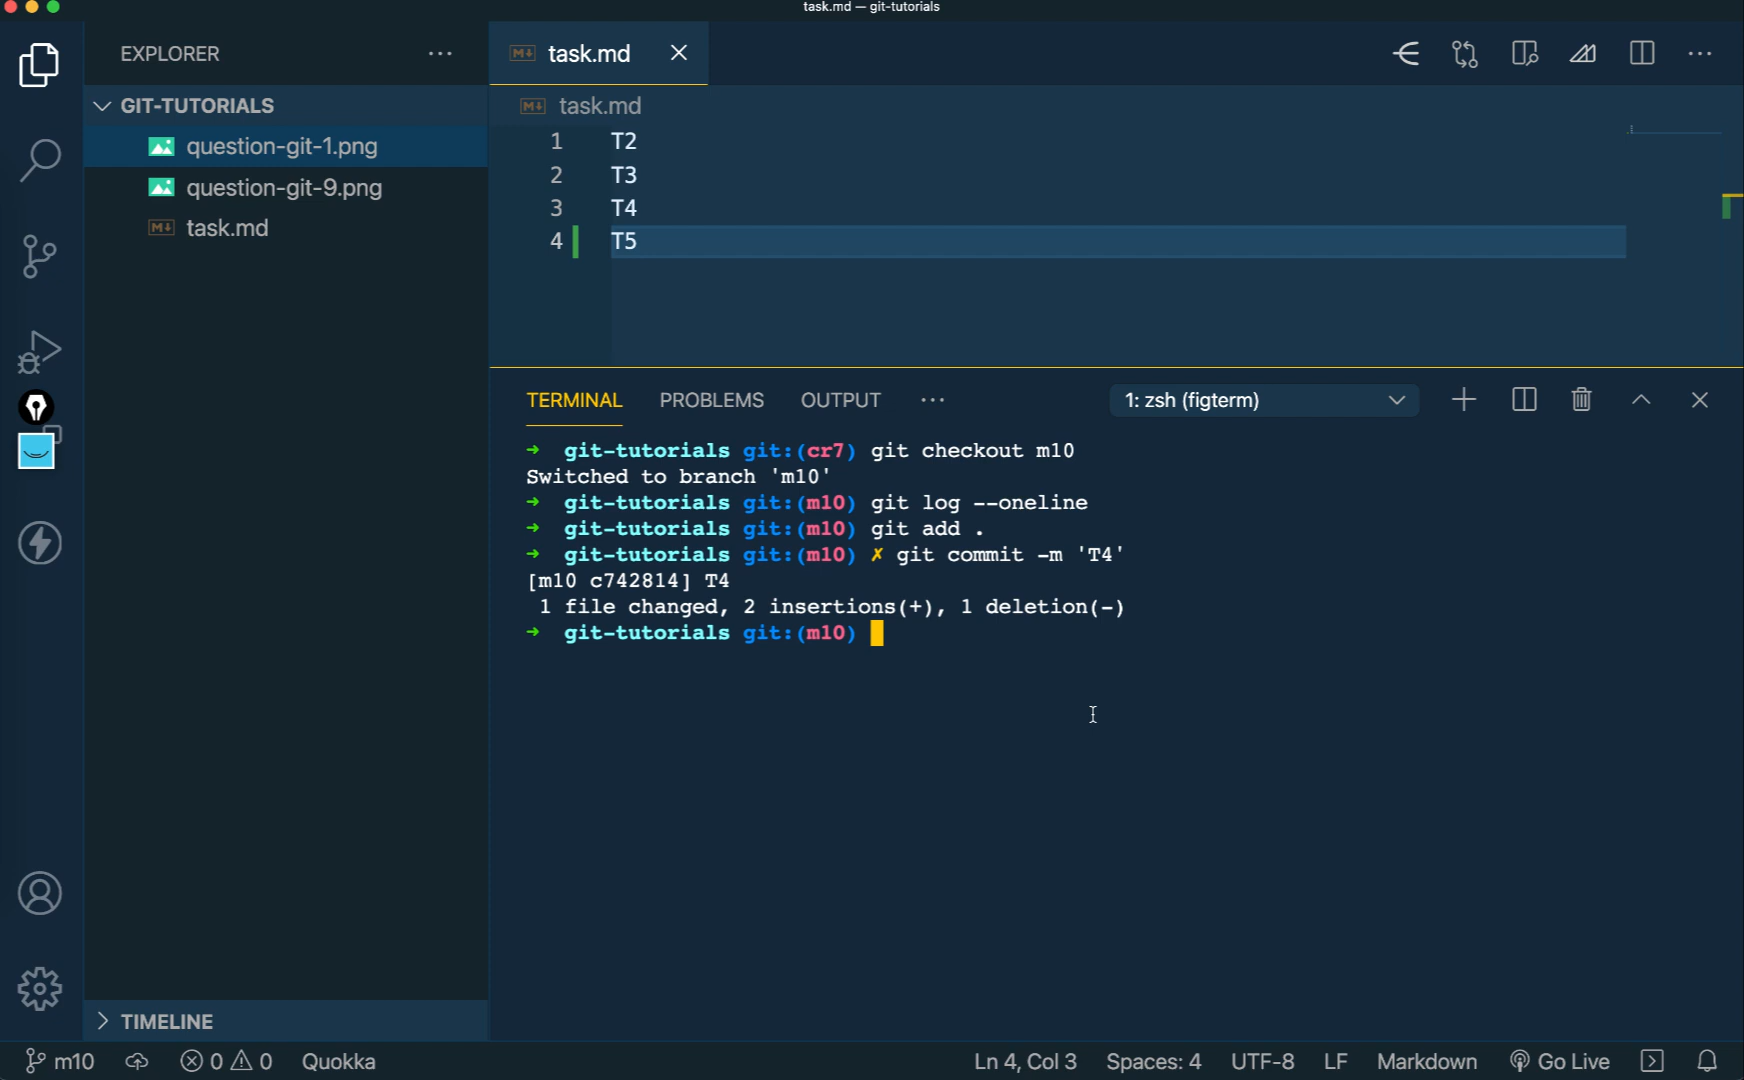 task.md — git-tutorials
EXPLORER
GIT-TUTORIALS
question-git-1.png
question-git-9.png
task.md
TIMELINE
task.md
task.md
1 T2
2 T3
3 T4
4 T5
TERMINAL PROBLEMS OUTPUT 1: zsh (figterm)
➜ git-tutorials git:(cr7) git checkout m10
Switched to branch 'm10'
➜ git-tutorials git:(m10) git log --oneline
➜ git-tutorials git:(m10) git add .
➜ git-tutorials git:(m10) ✗ git commit -m 'T4'
[m10 c742814] T4
1 file changed, 2 insertions(+), 1 deletion(-)
➜ git-tutorials git:(m10)
m10 0 0 Quokka Ln 4, Col 3 Spaces: 4 UTF-8 LF Markdown Go Live